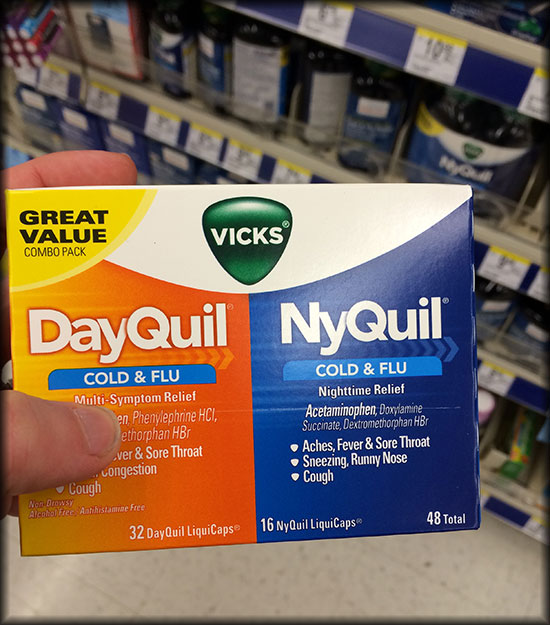 GREAT
VALUE
COMBO PACK
VICKS®
DayQuil®
COLD & FLU
Multi-Symptom Relief
Phenylephrine HCl,
HBr
& Sore Throat
Congestion
Cough
Non-Drowsy
Alcohol Free - Antihistamine Free
32 DayQuil LiquiCaps®
NyQuil®
COLD & FLU
Nighttime Relief
Acetaminophen, Doxylamine
Succinate, Dextromethorphan HBr
Aches, Fever & Sore Throat
Sneezing, Runny Nose
Cough
16 NyQuil LiquiCaps®
48 Total
NyQuil